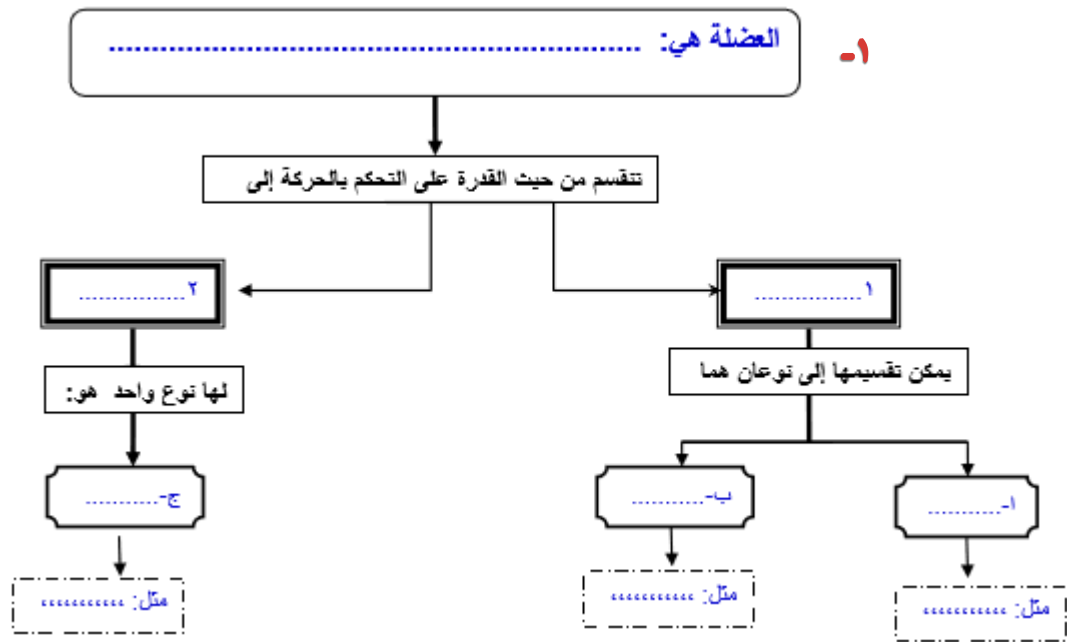 ١-
العضلة هي: ..............................................................
تنقسم من حيث القدرة على التحكم بالحركة إلى
١................
٢................
يمكن تقسيمها إلى نوعان هما
لها نوع واحد هو:
ا-...........
ب-...........
ج-...........
مثل: ،،،،،،،،،،،
مثل: ،،،،،،،،،،،
مثل: ،،،،،،،،،،،